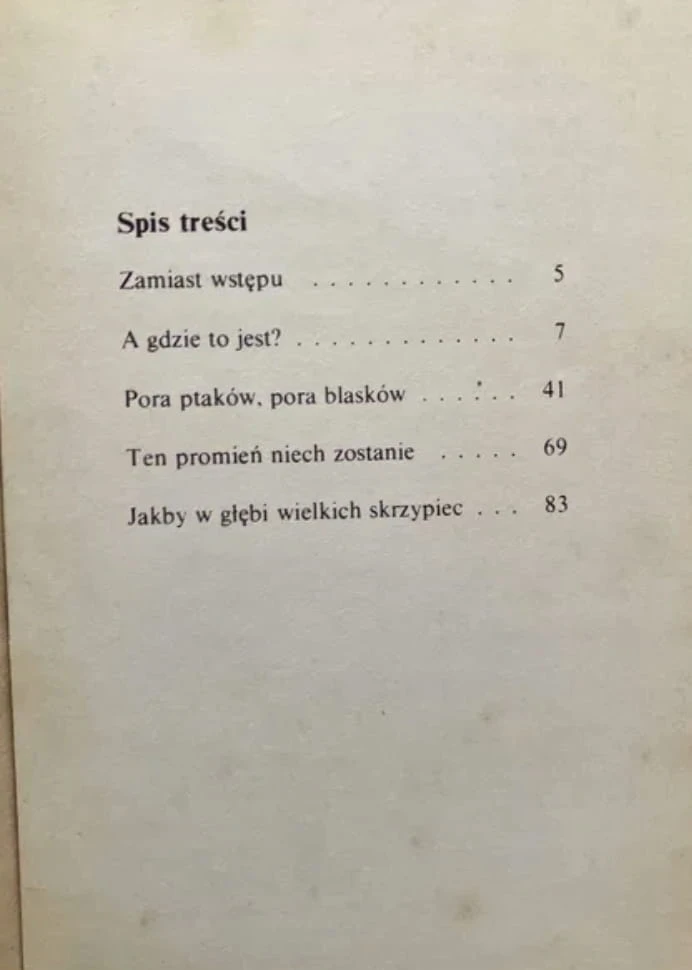 Spis treści
Zamiast wstępu . . . . . . . . . . . . 5
A gdzie to jest? . . . . . . . . . . . . . 7
Pora ptaków, pora blasków . . . . . . 41
Ten promień niech zostanie . . . . . 69
Jakby w głębi wielkich skrzypiec . . . 83